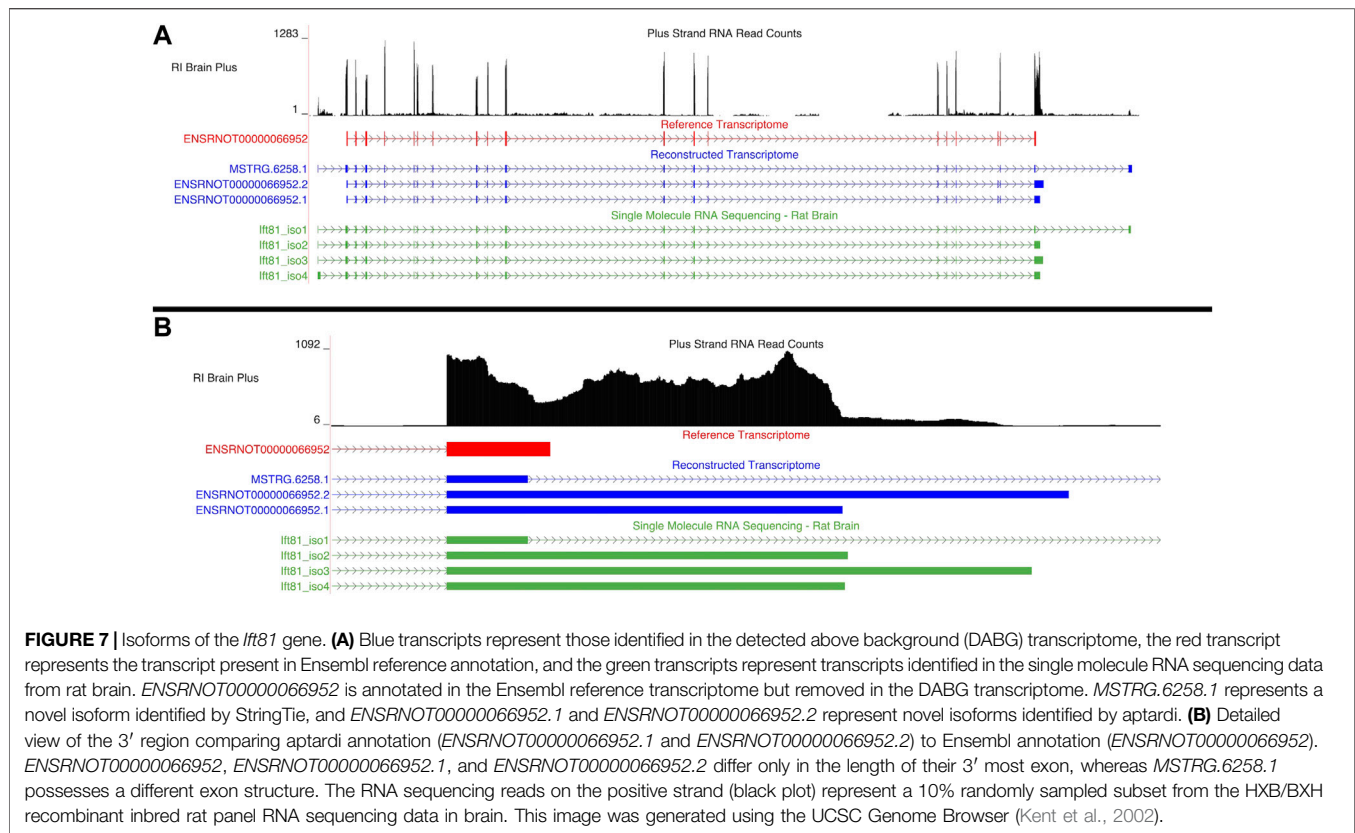 A
1283
Plus Strand RNA Read Counts
RI Brain Plus
1
Reference Transcriptome
ENSRNOT00000066952
Reconstructed Transcriptome
MSTRG.6258.1
ENSRNOT00000066952.2
ENSRNOT00000066952.1
Single Molecule RNA Sequencing - Rat Brain
Ift81_iso1
Ift81_iso2
Ift81_iso3
Ift81_iso4
B
1092
Plus Strand RNA Read Counts
RI Brain Plus
6
Reference Transcriptome
ENSRNOT00000066952
Reconstructed Transcriptome
MSTRG.6258.1
ENSRNOT00000066952.2
ENSRNOT00000066952.1
Single Molecule RNA Sequencing - Rat Brain
Ift81_iso1
Ift81_iso2
Ift81_iso3
Ift81_iso4
FIGURE 7 | Isoforms of the Ift81 gene. (A) Blue transcripts represent those identified in the detected above background (DABG) transcriptome, the red transcript
represents the transcript present in Ensembl reference annotation, and the green transcripts represent transcripts identified in the single molecule RNA sequencing data
from rat brain. ENSRNOT00000066952 is annotated in the Ensembl reference transcriptome but removed in the DABG transcriptome. MSTRG.6258.1 represents a
novel isoform identified by StringTie, and ENSRNOT00000066952.1 and ENSRNOT00000066952.2 represent novel isoforms identified by aptardi. (B) Detailed
view of the 3′ region comparing aptardi annotation (ENSRNOT00000066952.1 and ENSRNOT00000066952.2) to Ensembl annotation (ENSRNOT00000066952).
ENSRNOT00000066952, ENSRNOT00000066952.1, and ENSRNOT00000066952.2 differ only in the length of their 3′ most exon, whereas MSTRG.6258.1
possesses a different exon structure. The RNA sequencing reads on the positive strand (black plot) represent a 10% randomly sampled subset from the HXB/BXH
recombinant inbred rat panel RNA sequencing data in brain. This image was generated using the UCSC Genome Browser (Kent et al., 2002).